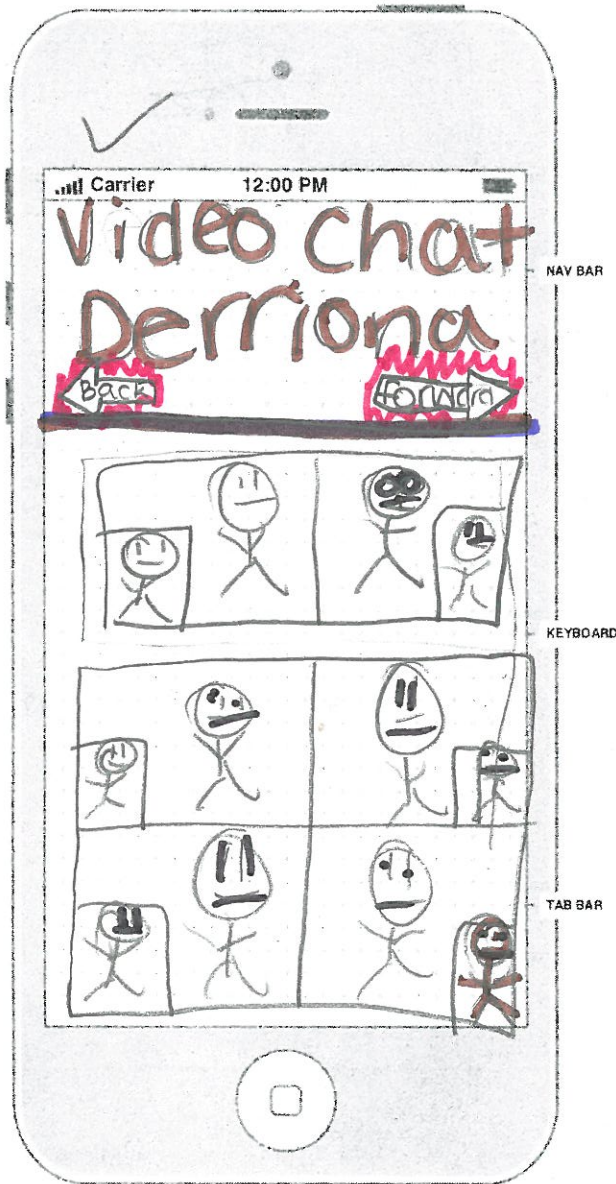 Carrier 12:00 PM
Video Chat
NAV BAR
Derriona
Back forward
KEYBOARD
TAB BAR